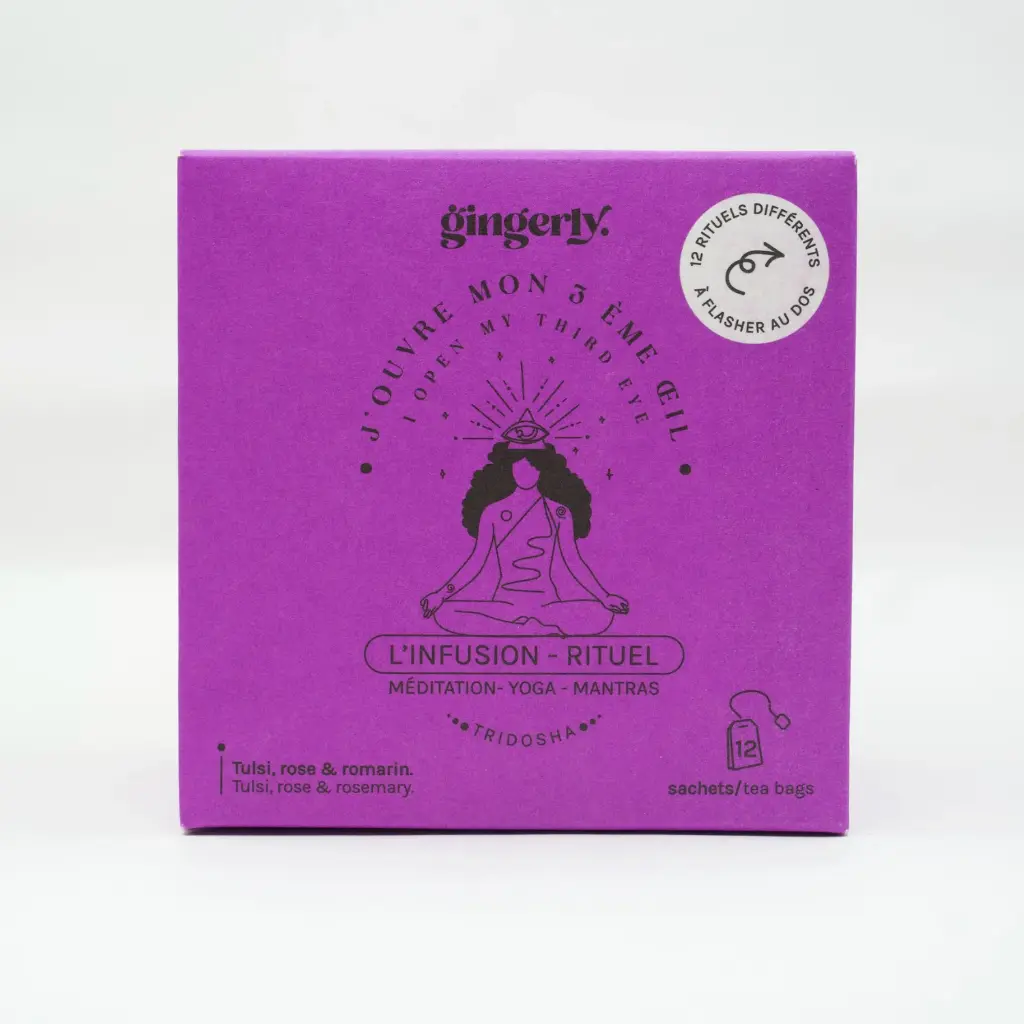 gingerly.
12 RITUELS DIFFÉRENTS
À FLASHER AU DOS
J'OUVRE MON 3 ÈME ŒIL
I OPEN MY THIRD EYE
L'INFUSION - RITUEL
MÉDITATION- YOGA - MANTRAS
TRIDOSHA
Tulsi, rose & romarin.
Tulsi, rose & rosemary.
12
sachets/tea bags